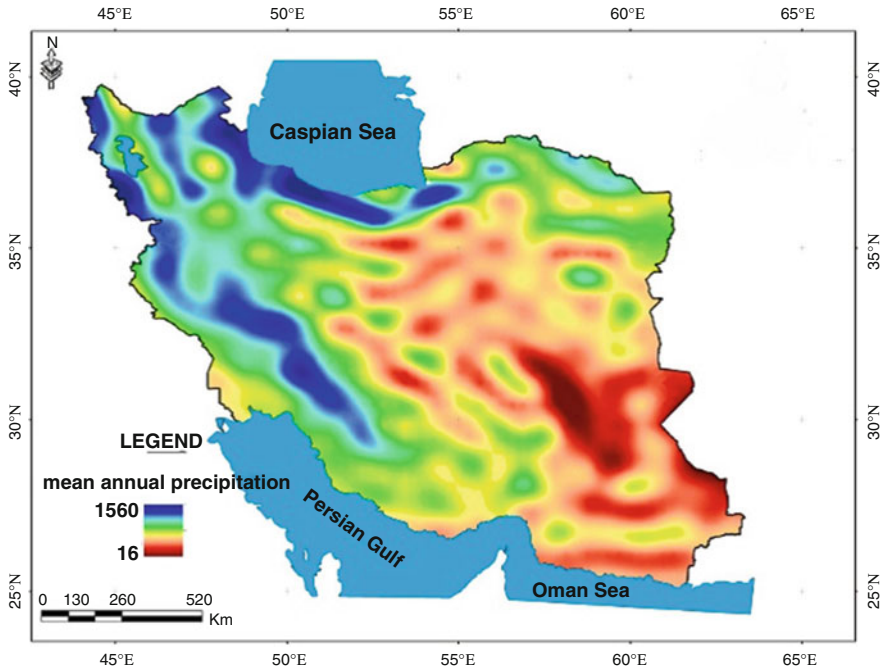 45°E 50°E 55°E 60°E 65°E
N
40°N 40°N
Caspian Sea
35°N 35°N
30°N 30°N
LEGEND
mean annual precipitation
1560
16
Persian Gulf
25°N 25°N
Oman Sea
0 130 260 520
Km
45°E 50°E 55°E 60°E 65°E